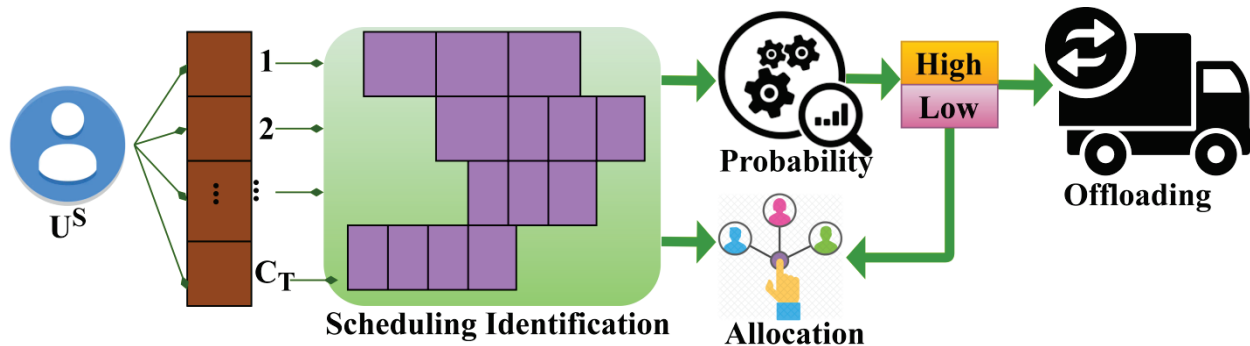 U^S
1
2
⋮
C_T
Scheduling Identification
Probability
High
Low
Allocation
Offloading